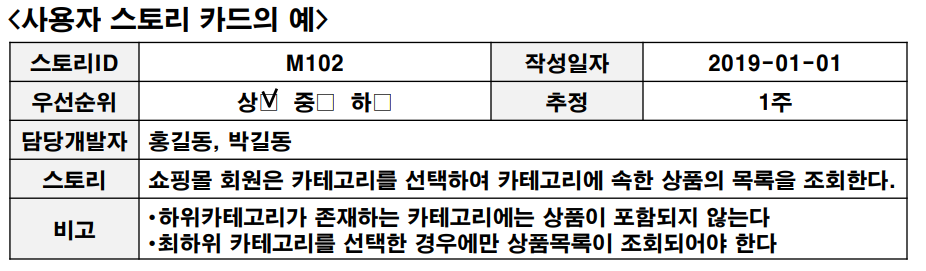 <사용자 스토리 카드의 예>
스토리ID M102 작성일자 2019-01-01
우선순위 상☑ 중□ 하□ 추정 1주
담당개발자 홍길동, 박길동
스토리 쇼핑몰 회원은 카테고리를 선택하여 카테고리에 속한 상품의 목록을 조회한다.
비고
•하위카테고리가 존재하는 카테고리에는 상품이 포함되지 않는다
•최하위 카테고리를 선택한 경우에만 상품목록이 조회되어야 한다